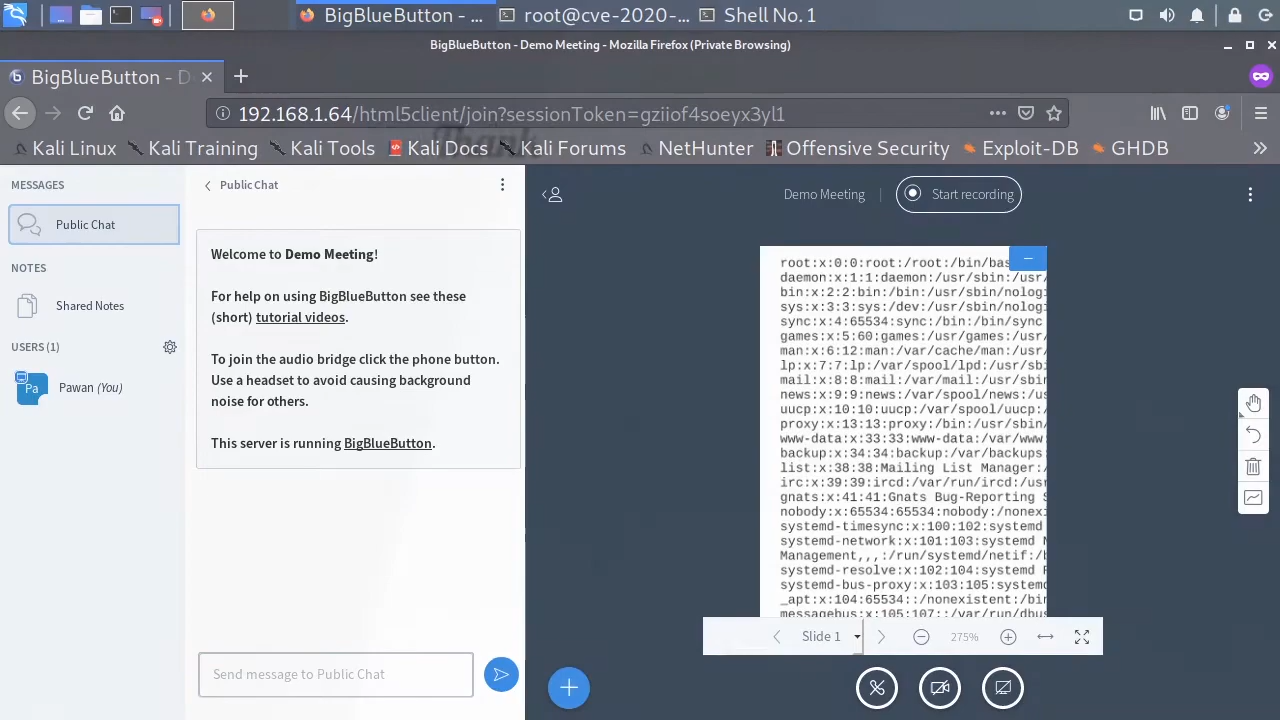 BigBlueButton - ...
root@cve-2020-...
Shell No. 1
BigBlueButton - Demo Meeting - Mozilla Firefox (Private Browsing)
BigBlueButton - D
192.168.1.64/html5client/join?sessionToken=gziiof4soeyx3yl1
Kali Linux Kali Training Kali Tools Kali Docs Kali Forums NetHunter Offensive Security Exploit-DB GHDB
MESSAGES
Public Chat
NOTES
Shared Notes
USERS (1)
Pa
Pawan (You)
Public Chat
Welcome to Demo Meeting!
For help on using BigBlueButton see these
(short) tutorial videos.
To join the audio bridge click the phone button.
Use a headset to avoid causing background
noise for others.
This server is running BigBlueButton.
Send message to Public Chat
Demo Meeting
Start recording
root:x:0:0:root:/root:/bin/bas
daemon:x:1:1:daemon:/usr/sbin:/usr/
bin:x:2:2:bin:/bin:/usr/sbin/nologi
sys:x:3:3:sys:/dev:/usr/sbin/nologi
sync:x:4:65534:sync:/bin:/bin/sync
games:x:5:60:games:/usr/games:/usr/
man:x:6:12:man:/var/cache/man:/usr/
lp:x:7:7:lp:/var/spool/lpd:/usr/sbi
mail:x:8:8:mail:/var/mail:/usr/sbin
news:x:9:9:news:/var/spool/news:/us
uucp:x:10:10:uucp:/var/spool/uucp:/
proxy:x:13:13:proxy:/bin:/usr/sbin/
www-data:x:33:33:www-data:/var/www:
backup:x:34:34:backup:/var/backups:
list:x:38:38:Mailing List Manager:/
irc:x:39:39:ircd:/var/run/ircd:/usr
gnats:x:41:41:Gnats Bug-Reporting S
nobody:x:65534:65534:nobody:/nonexi
systemd-timesync:x:100:102:systemd
systemd-network:x:101:103:systemd N
Management,,,:/run/systemd/netif:/b
systemd-resolve:x:102:104:systemd R
systemd-bus-proxy:x:103:105:systemd
_apt:x:104:65534::/nonexistent:/bin
messagebus:x:105:107::/var/run/dbus
Slide 1
275%